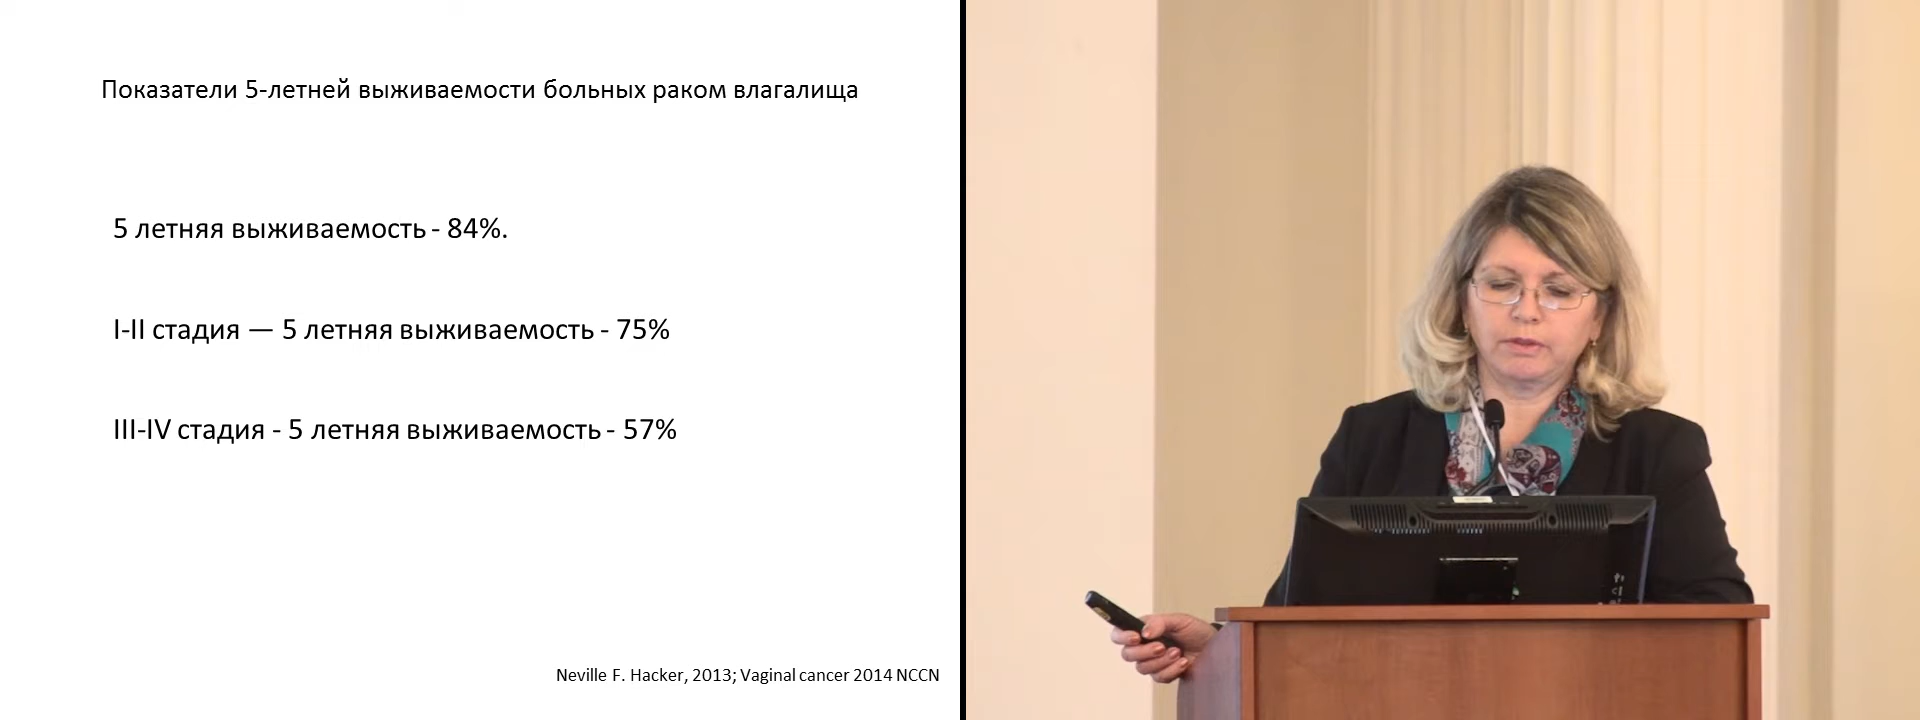 Показатели 5-летней выживаемости больных раком влагалища
5 летняя выживаемость - 84%.
I-II стадия — 5 летняя выживаемость - 75%
III-IV стадия - 5 летняя выживаемость - 57%
Neville F. Hacker, 2013; Vaginal cancer 2014 NCCN